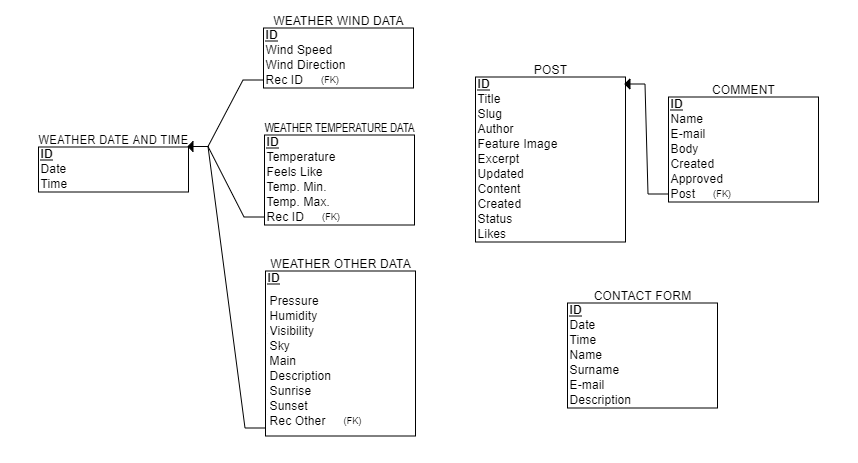 WEATHER WIND DATA
ID
Wind Speed
Wind Direction
Rec ID (FK)
WEATHER DATE AND TIME
ID
Date
Time
WEATHER TEMPERATURE DATA
ID
Temperature
Feels Like
Temp. Min.
Temp. Max.
Rec ID (FK)
WEATHER OTHER DATA
ID
Pressure
Humidity
Visibility
Sky
Main
Description
Sunrise
Sunset
Rec Other (FK)
POST
ID
Title
Slug
Author
Feature Image
Excerpt
Updated
Content
Created
Status
Likes
COMMENT
ID
Name
E-mail
Body
Created
Approved
Post (FK)
CONTACT FORM
ID
Date
Time
Name
Surname
E-mail
Description